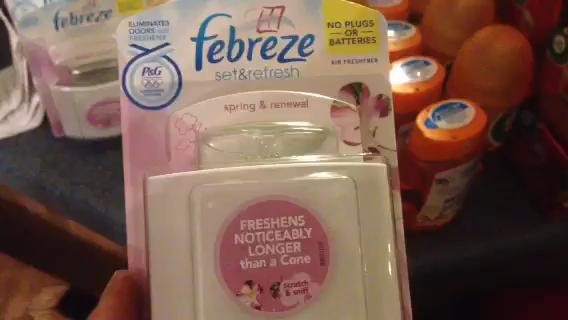 ELIMINATES
ODORS and
FRESHENS
febreze
set&refresh
NO PLUGS
or
BATTERIES
AIR FRESHENER
P&G
spring & renewal
FRESHENS
NOTICEABLY
LONGER
than a Cone
scratch
& sniff
febreze